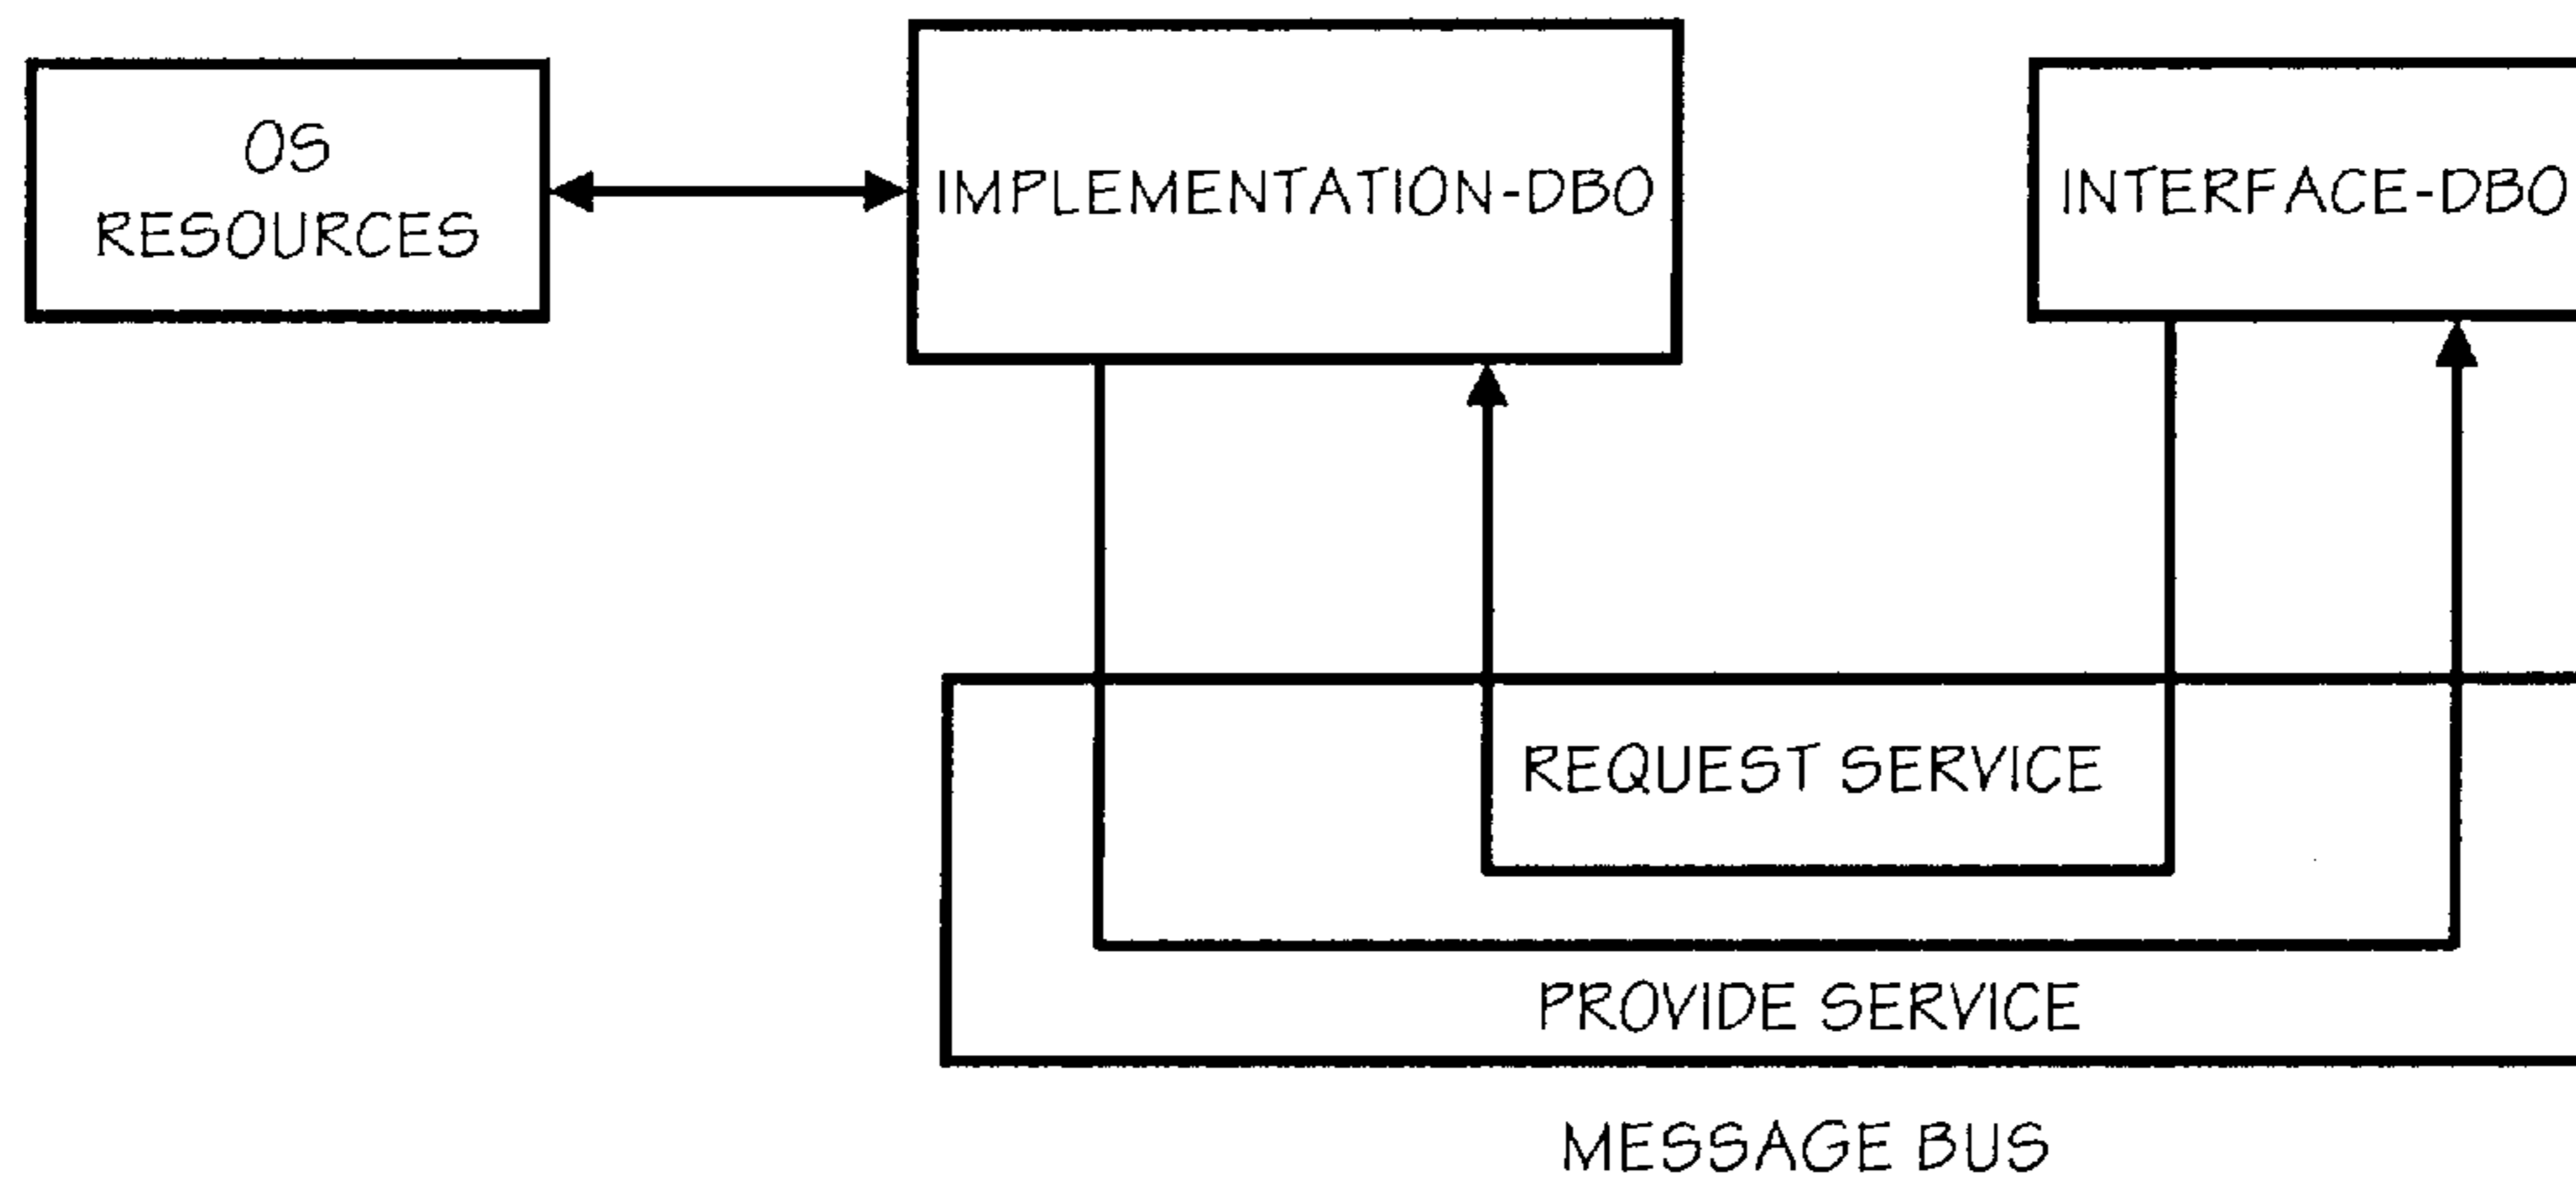 OS
RESOURCES
IMPLEMENTATION-DBO
INTERFACE-DBO
REQUEST SERVICE
PROVIDE SERVICE
MESSAGE BUS